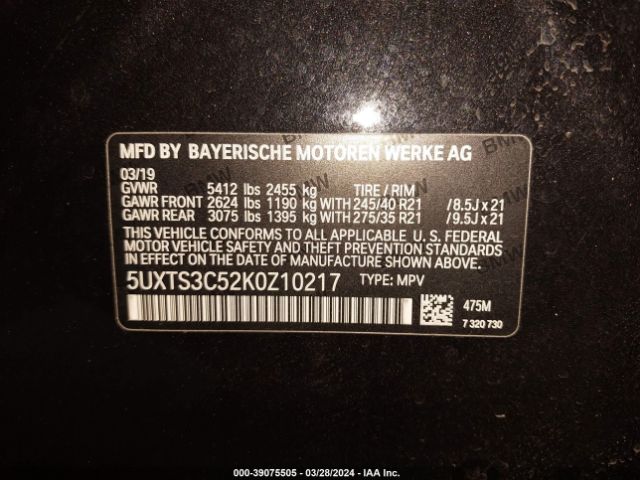 MFD BY BAYERISCHE MOTOREN WERKE AG
03/19
GVWR 5412 lbs 2455 kg TIRE / RIM
GAWR FRONT 2624 lbs 1190 kg WITH 245/40 R21 /8.5J x 21
GAWR REAR 3075 lbs 1395 kg WITH 275/35 R21 /9.5J x 21
THIS VEHICLE CONFORMS TO ALL APPLICABLE U. S. FEDERAL
MOTOR VEHICLE SAFETY, BUMPER, AND THEFT PREVENTION STANDARDS
IN EFFECT ON THE DATE OF MANUFACTURE SHOWN ABOVE.
5UXTS3C52K0Z10217 TYPE: MPV
475M
7 320 730
000-39075505 - 03/28/2024 - IAA Inc.